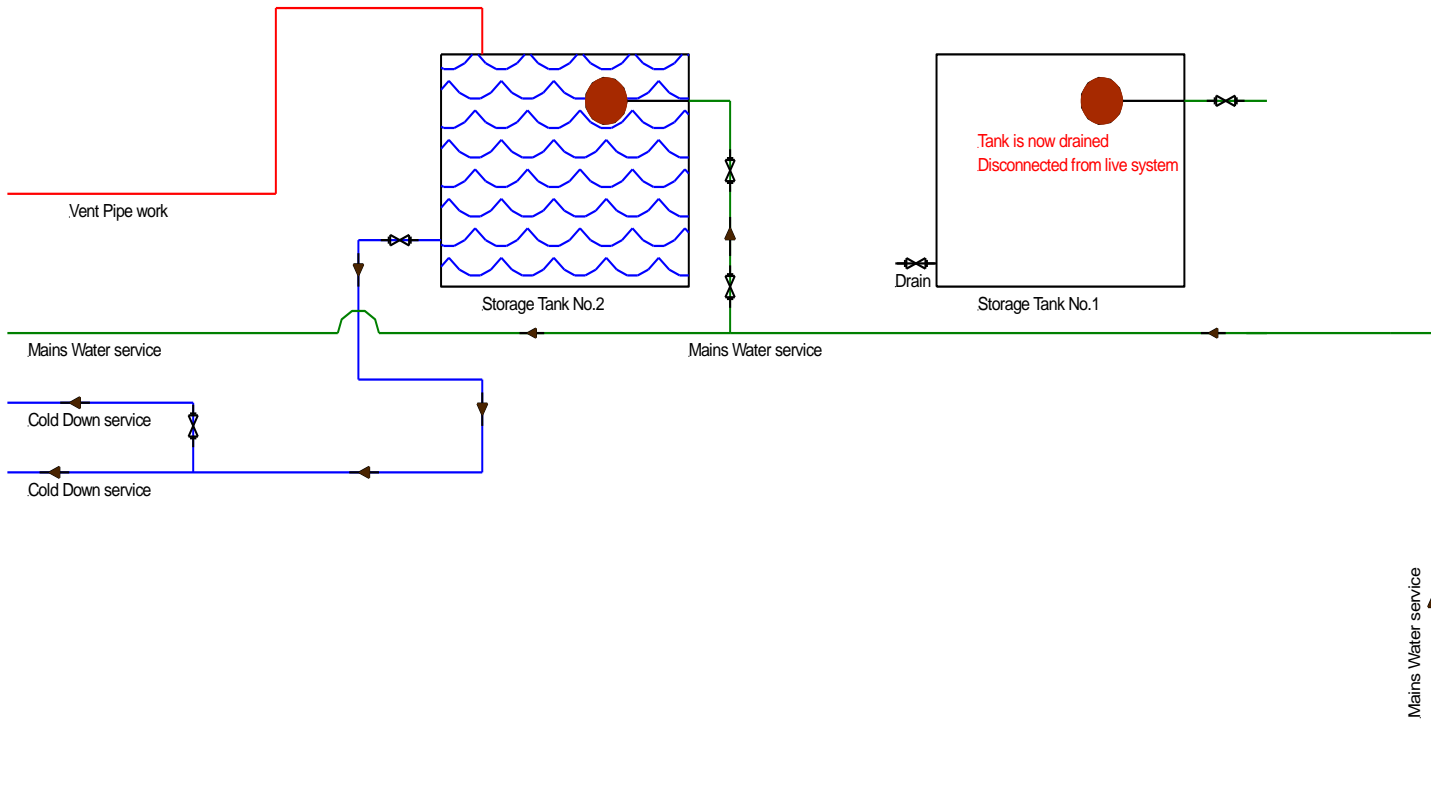 Tank is now drained
Disconnected from live system
Vent Pipe work
Drain
Storage Tank No.2
Storage Tank No.1
Mains Water service
Mains Water service
Cold Down service
Cold Down service
Mains Water service